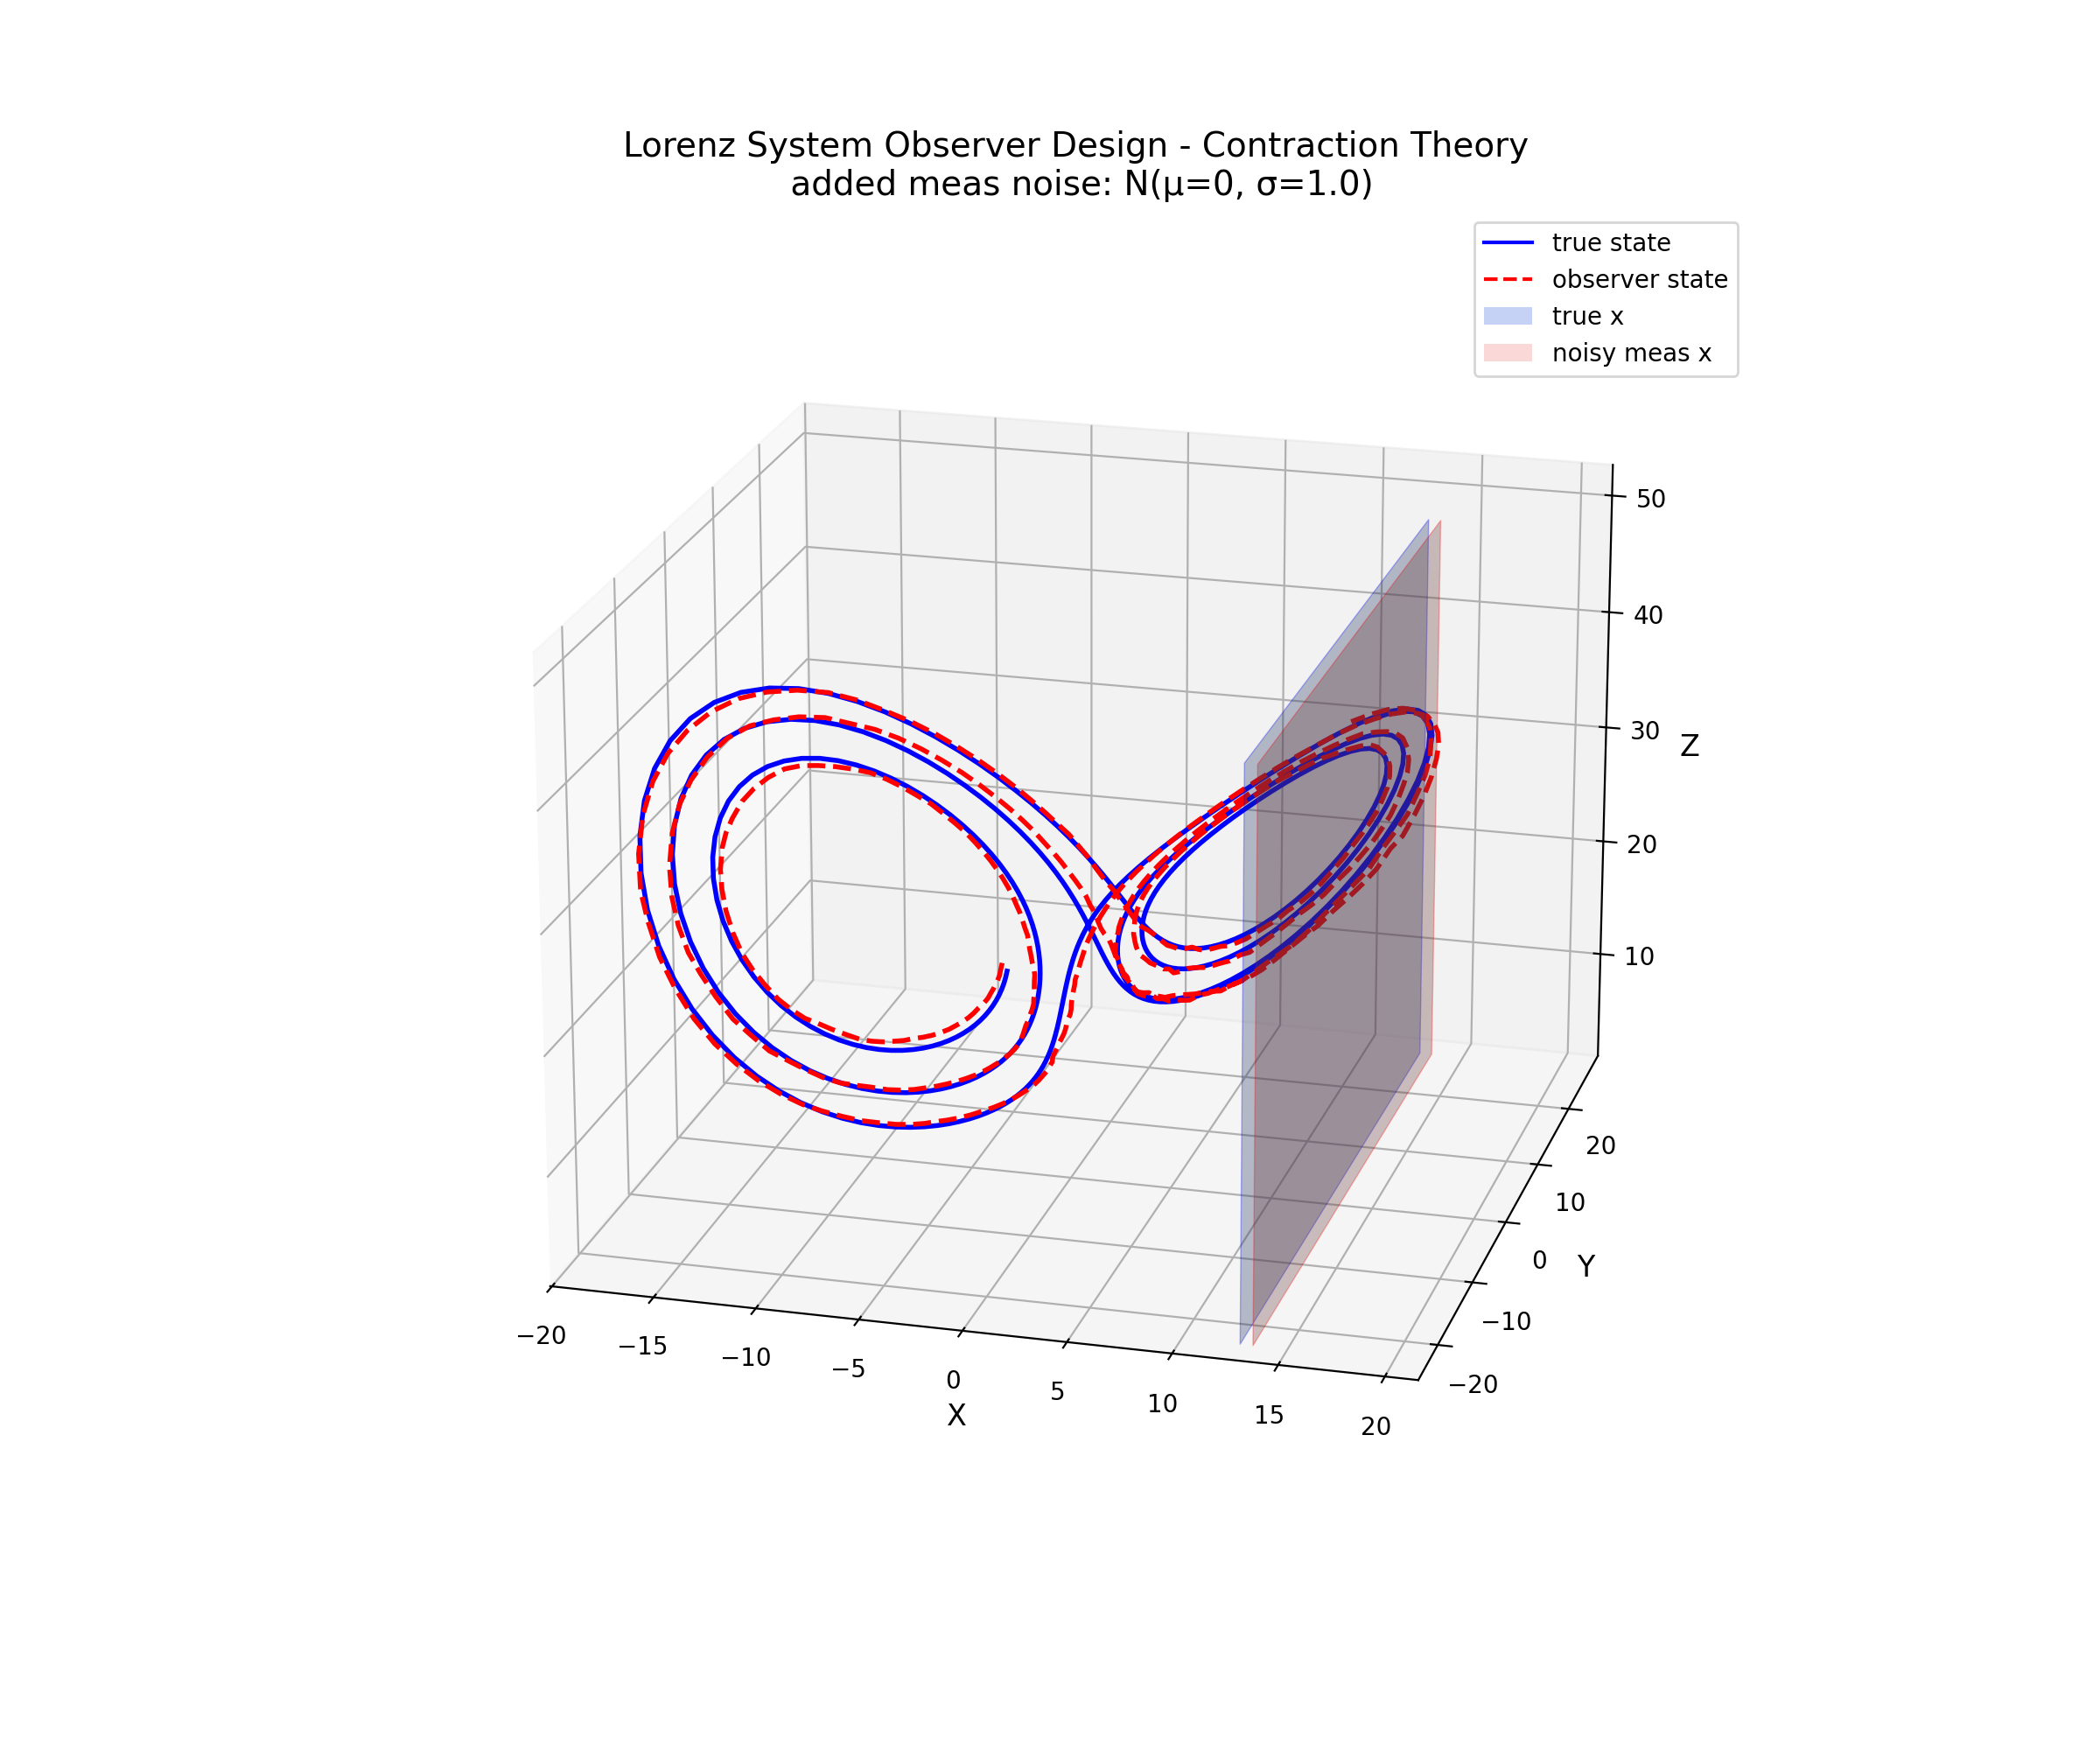 Lorenz System Observer Design - Contraction Theory
added meas noise: N(μ=0, σ=1.0)
true state
observer state
true x
noisy meas x
50
40
30
Z
20
10
20
10
0
Y
−10
−20
−20
−15
−10
−5
0
5
10
15
20
X